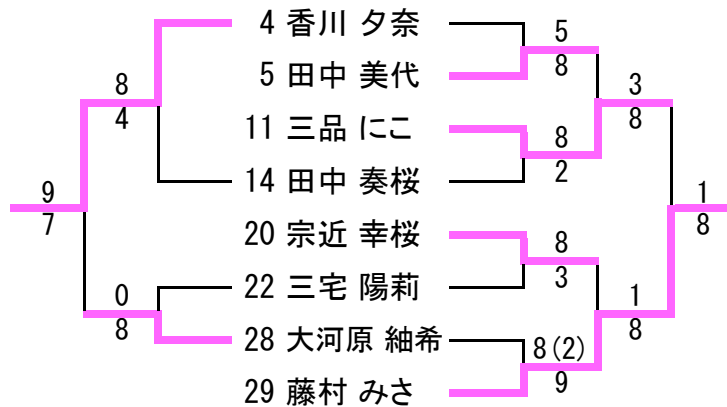 4 香川 夕奈
5 田中 美代
11 三品 にこ
14 田中 奏桜
20 宗近 幸桜
22 三宅 陽莉
28 大河原 紬希
29 藤村 みさ
8
4
9
7
0
8
5
8
8
2
3
8
8
3
8(2)
9
1
8
1
8